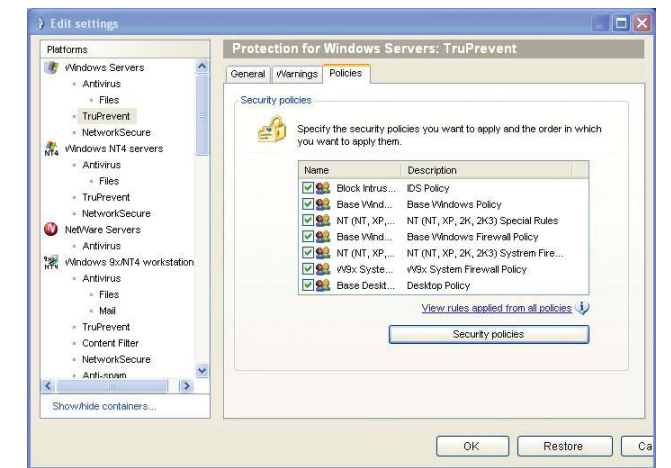 Edit settings
Platforms
Windows Servers
Antivirus
Files
TruPrevent
NetworkSecure
Windows NT4 servers
Antivirus
Files
TruPrevent
NetworkSecure
NetWare Servers
Antivirus
Windows 9x/NT4 workstation
Antivirus
Files
Mail
TruPrevent
Content Filter
NetworkSecure
Anti-spam
Show/hide containers...
Protection for Windows Servers: TruPrevent
General Warnings Policies
Security policies
Specify the security policies you want to apply and the order in which
you want to apply them.
Name Description
Block Intrus... IDS Policy
Base Wind... Base Windows Policy
NT (NT, XP,... NT (NT, XP, 2K, 2K3) Special Rules
Base Wind... Base Windows Firewall Policy
NT (NT, XP,... NT (NT, XP, 2K, 2K3) Systrem Fire...
W9x Syste... W9x System Firewall Policy
Base Deskt... Desktop Policy
View rules applied from all policies
Security policies
OK Restore Ca